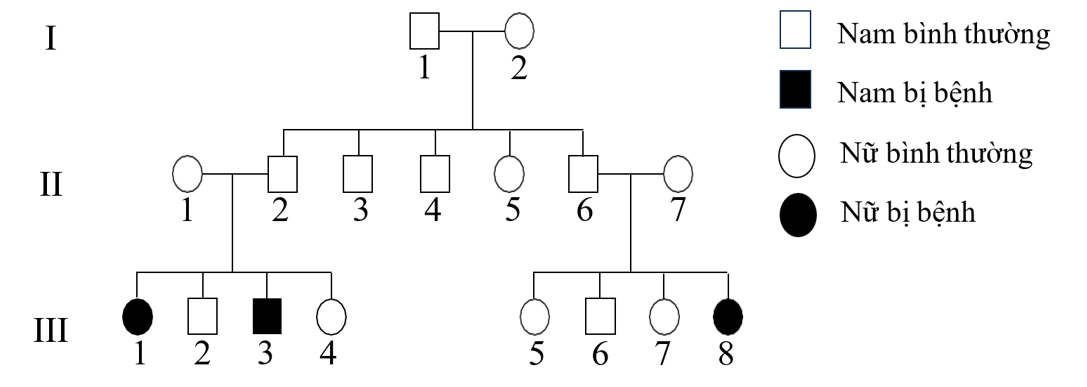 I
1 2
II
1 2 3 4 5 6 7
III
1 2 3 4 5 6 7 8
Nam bình thường
Nam bị bệnh
Nữ bình thường
Nữ bị bệnh